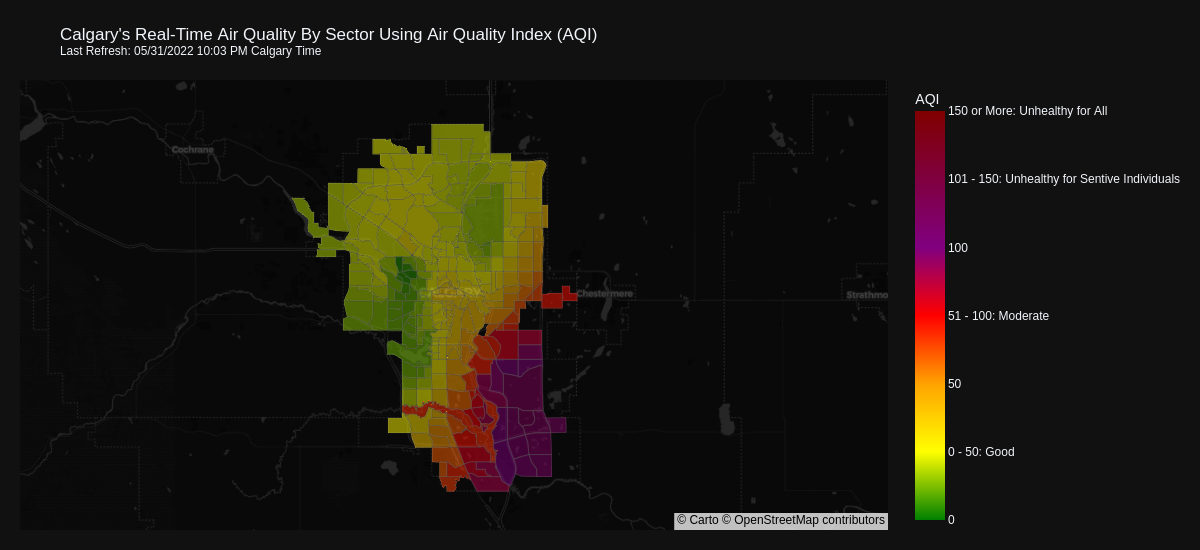 Calgary's Real-Time Air Quality By Sector Using Air Quality Index (AQI)
Last Refresh: 05/31/2022 10:03 PM Calgary Time
AQI
150 or More: Unhealthy for All
Cochrane
101 - 150: Unhealthy for Sentive Individuals
100
Chestermere
Strathmo
51 - 100: Moderate
50
0 - 50: Good
0
© Carto © OpenStreetMap contributors